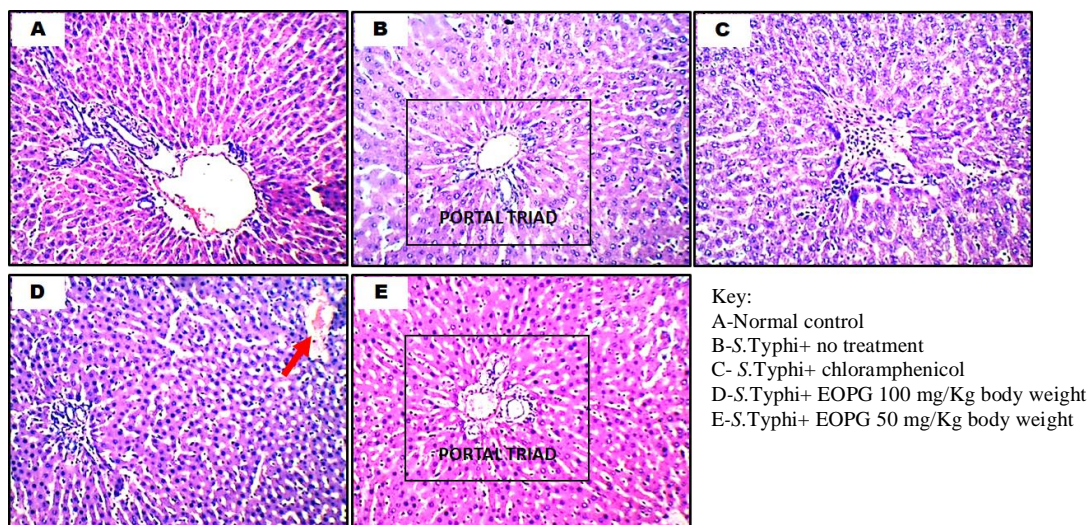 A
B
PORTAL TRIAD
C
D
E
PORTAL TRIAD
Key:
A-Normal control
B-S.Typhi+ no treatment
C- S.Typhi+ chloramphenicol
D-S.Typhi+ EOPG 100 mg/Kg body weight
E-S.Typhi+ EOPG 50 mg/Kg body weight